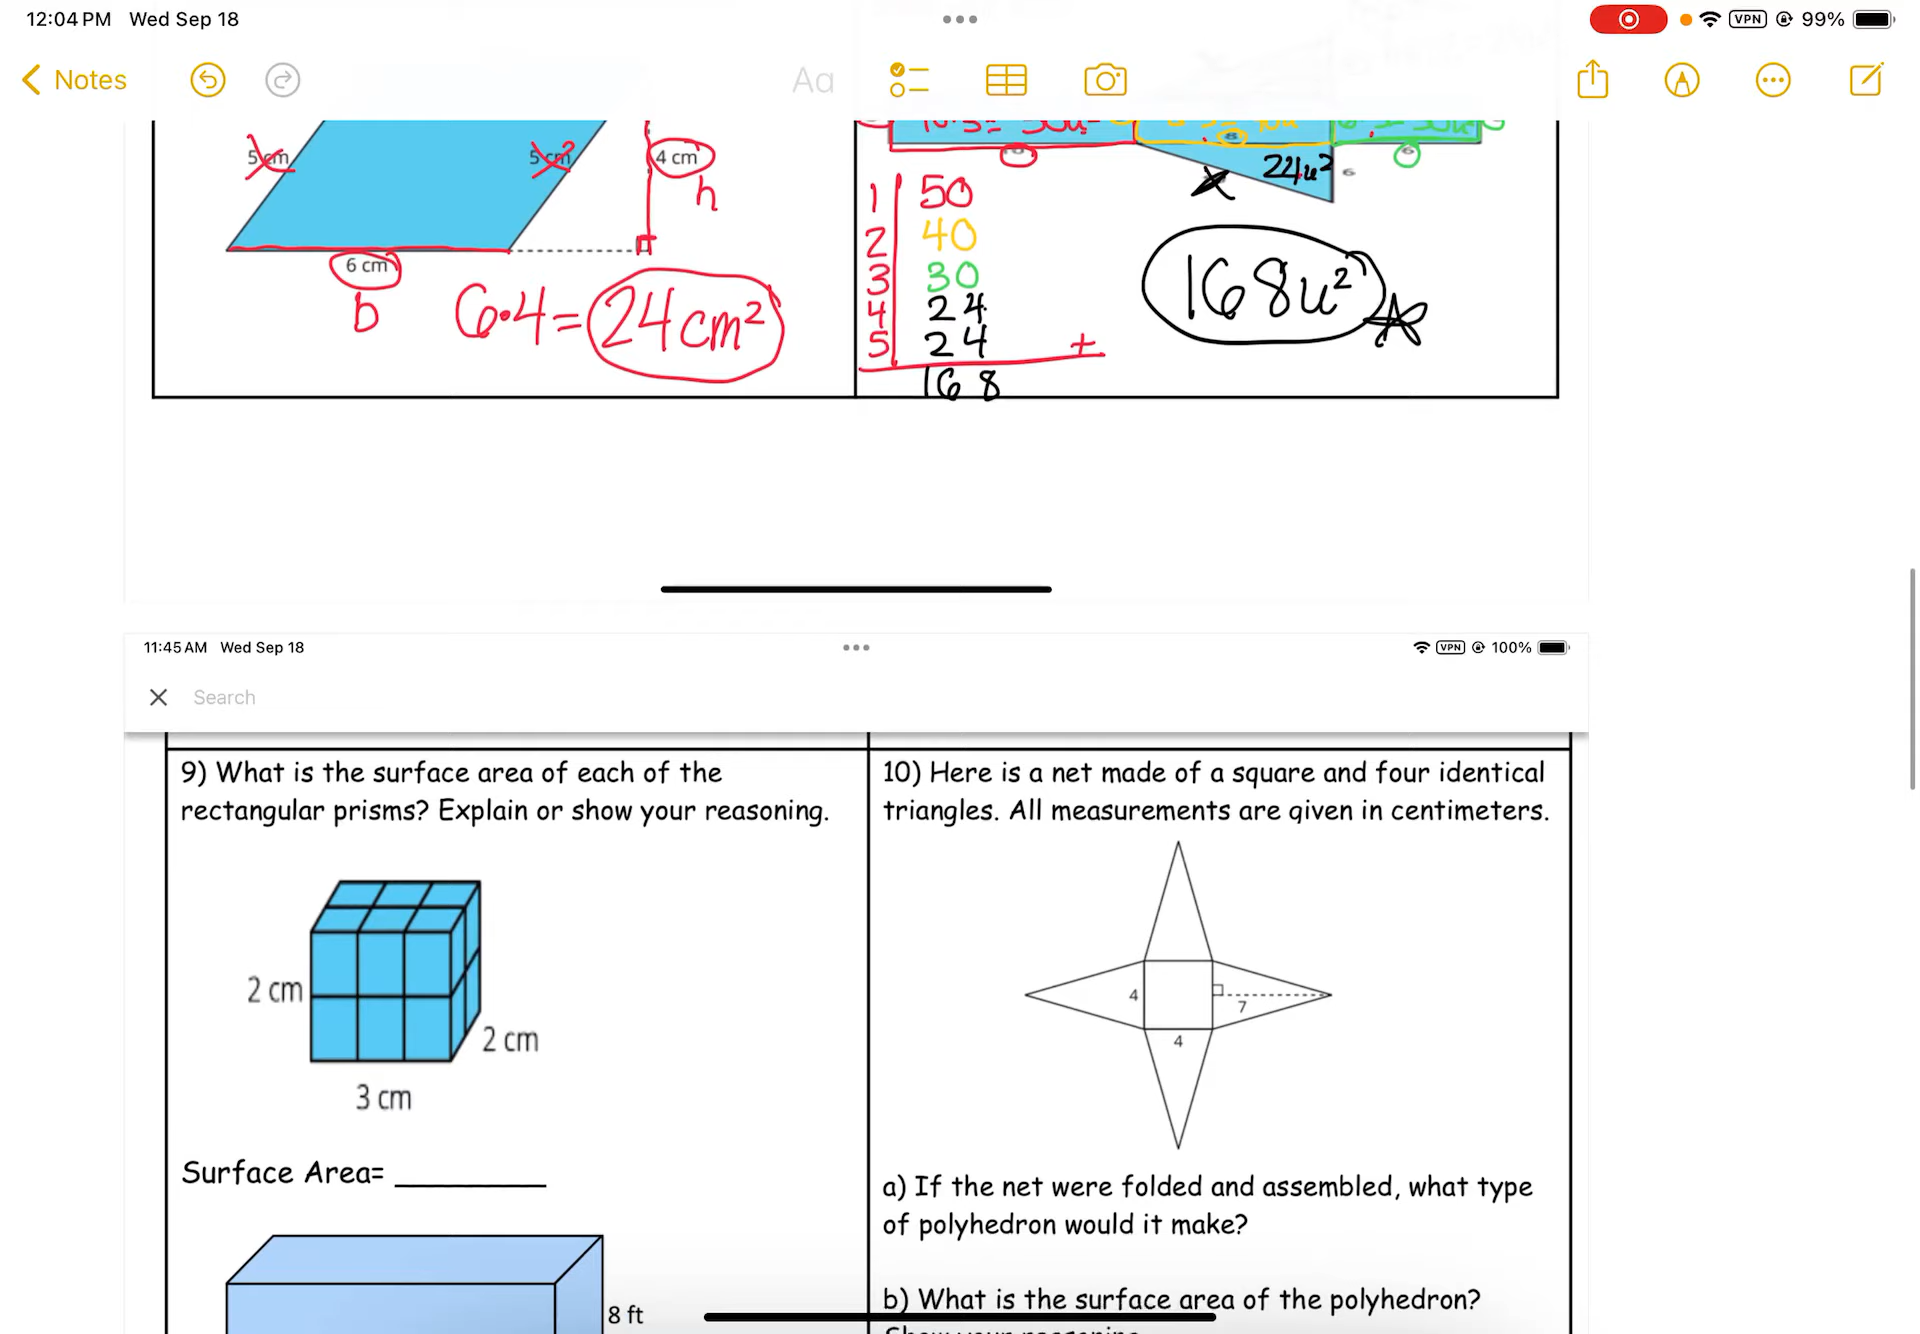 12:04 PM Wed Sep 18
VPN 99%
Notes
Aa
5 cm
5 cm
4 cm
h
6 cm
b
6·4=24cm²
24u²
6
1 50
2 40
3 30
4 24
5 24 +
168
168u²
11:45 AM Wed Sep 18
VPN 100%
Search
9) What is the surface area of each of the
rectangular prisms? Explain or show your reasoning.
2 cm
2 cm
3 cm
Surface Area= __________
8 ft
10) Here is a net made of a square and four identical
triangles. All measurements are given in centimeters.
4
7
4
a) If the net were folded and assembled, what type
of polyhedron would it make?
b) What is the surface area of the polyhedron?